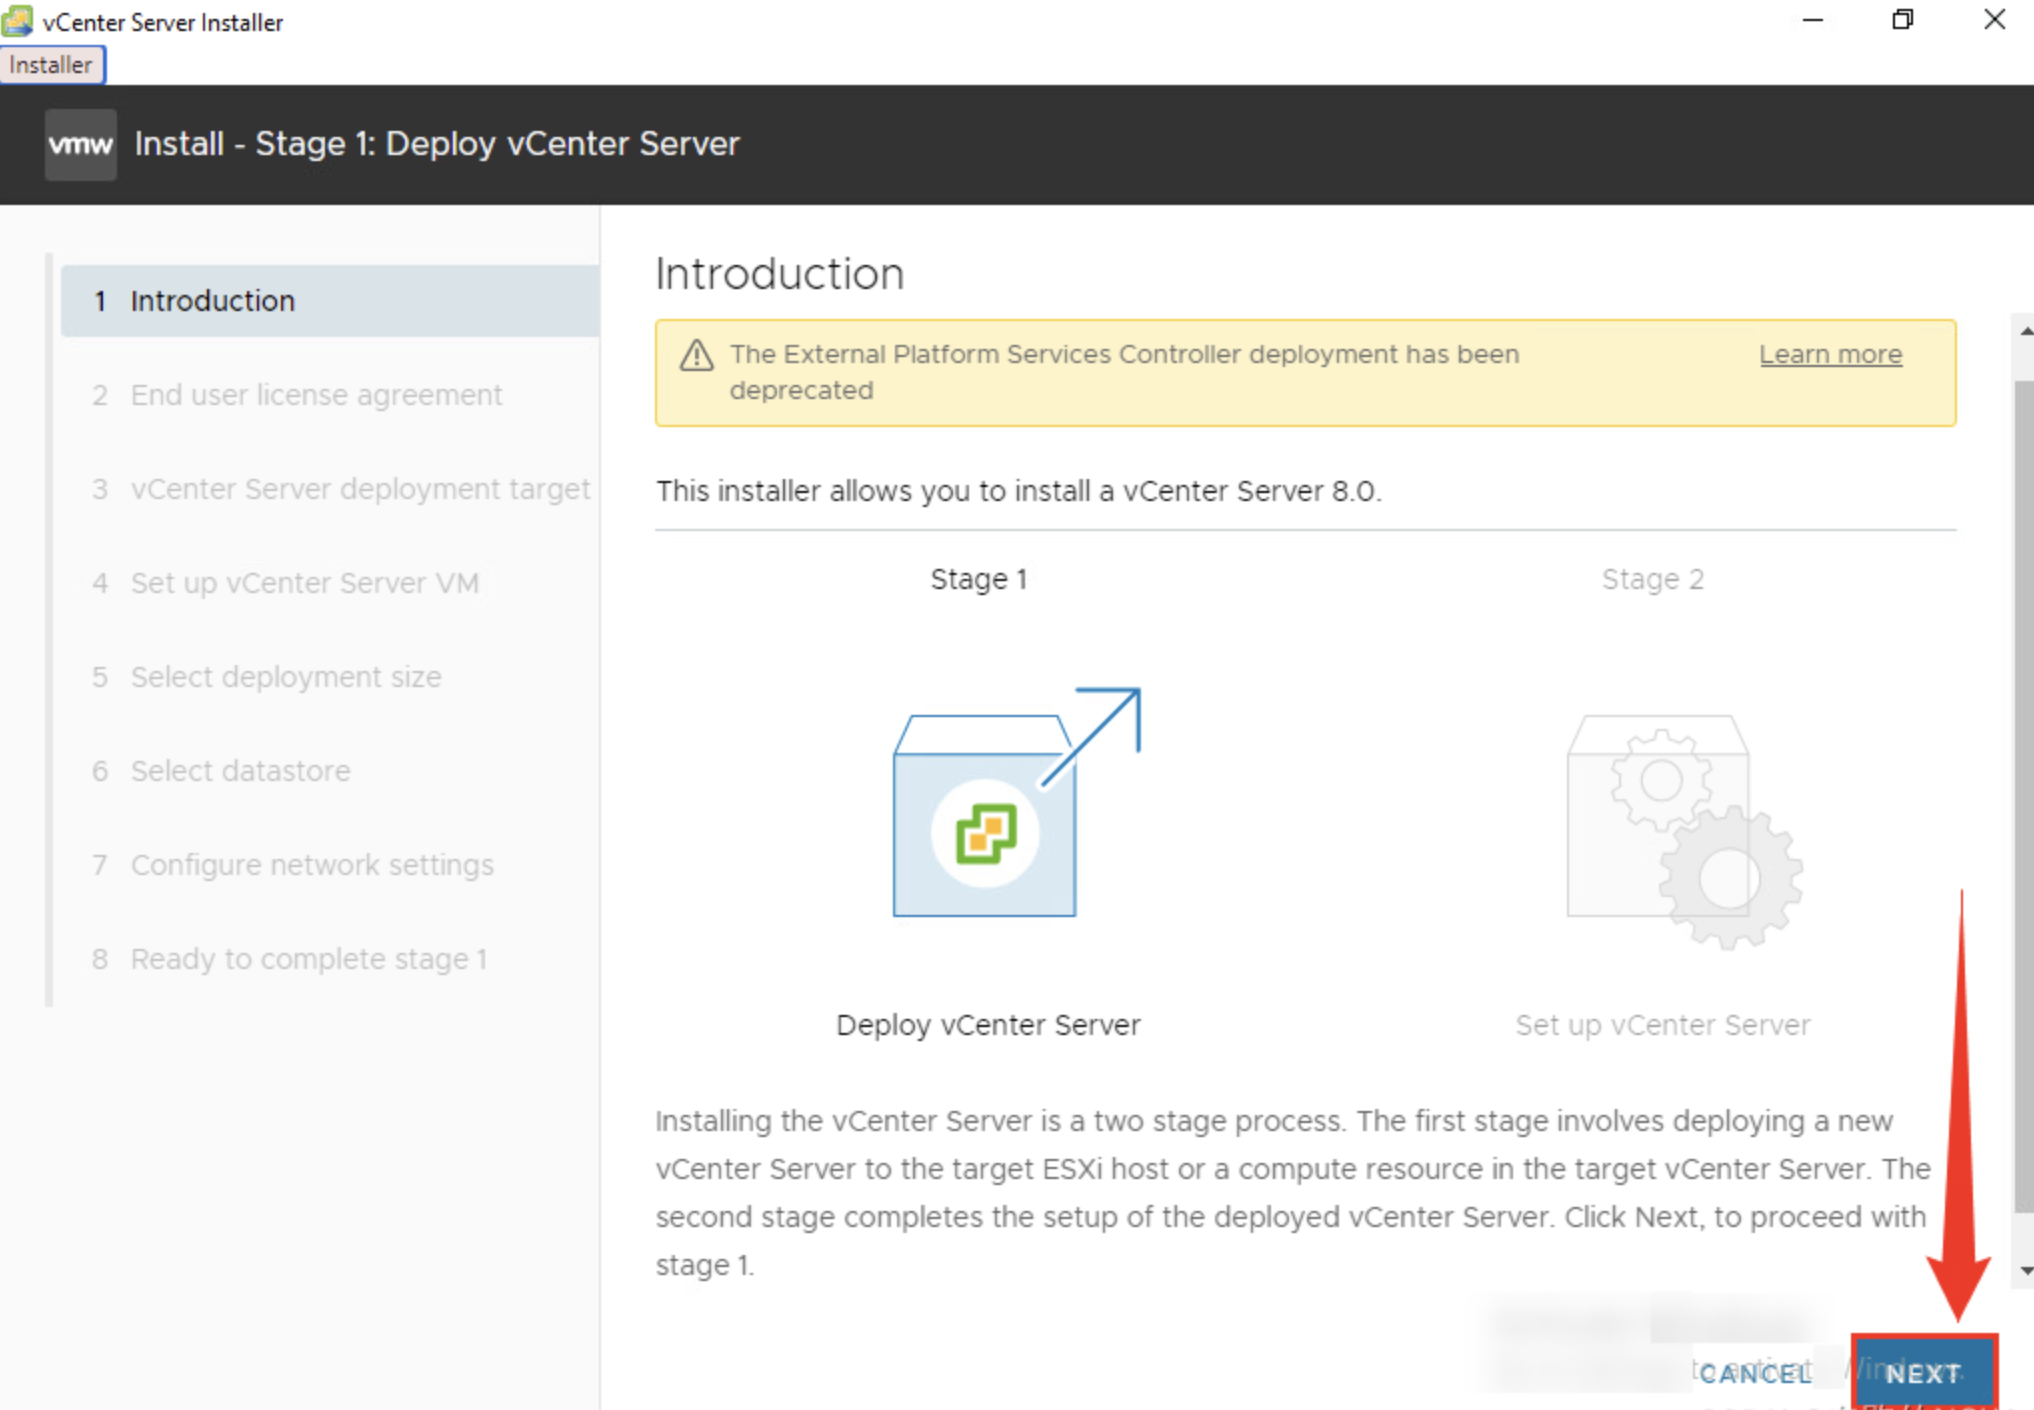 vCenter Server Installer
Installer
vmw Install - Stage 1: Deploy vCenter Server
1 Introduction
2 End user license agreement
3 vCenter Server deployment target
4 Set up vCenter Server VM
5 Select deployment size
6 Select datastore
7 Configure network settings
8 Ready to complete stage 1
Introduction
The External Platform Services Controller deployment has been
deprecated
Learn more
This installer allows you to install a vCenter Server 8.0.
Stage 1
Stage 2
Deploy vCenter Server
Set up vCenter Server
Installing the vCenter Server is a two stage process. The first stage involves deploying a new
vCenter Server to the target ESXi host or a compute resource in the target vCenter Server. The
second stage completes the setup of the deployed vCenter Server. Click Next, to proceed with
stage 1.
to activate Windows.
CANCEL
NEXT